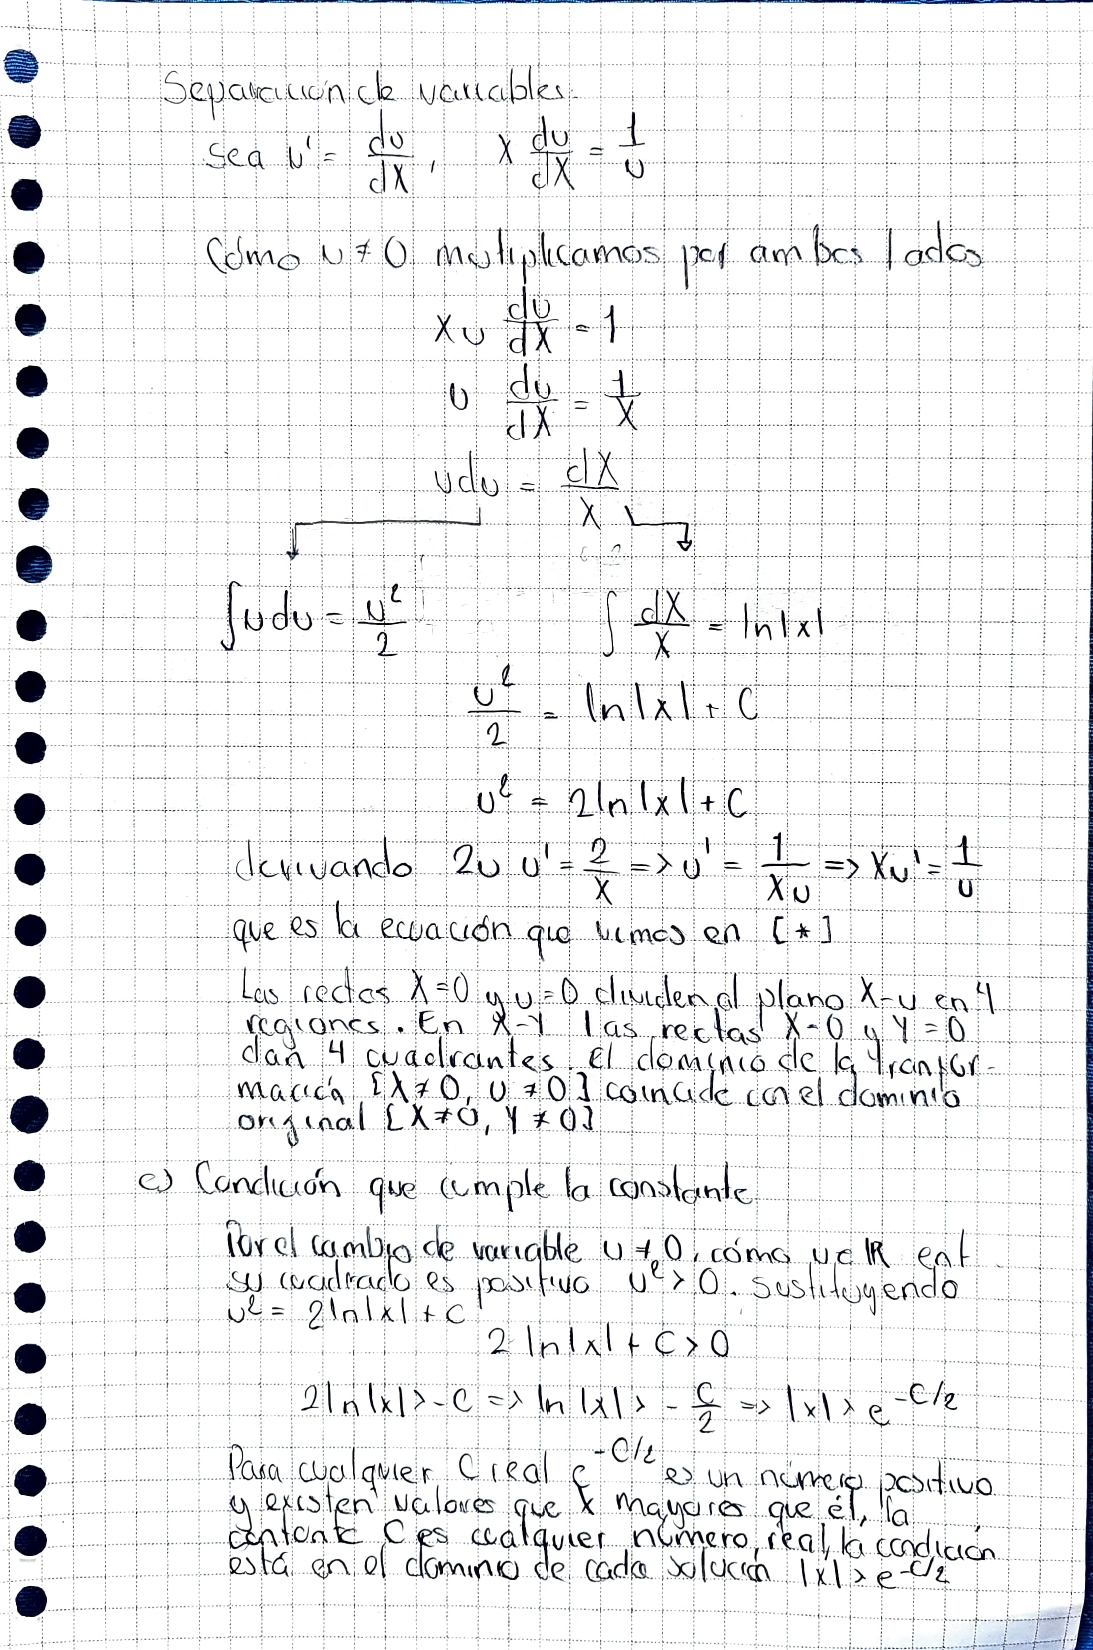 Separación de variables.
Sea u' = du/dx, x du/dx = 1/u
Cómo u ≠ 0 multiplicamos por ambos lados
xu du/dx = 1
u du/dx = 1/x
udu = dx/x
∫udu = u²/2 ∫ dx/x = ln|x|
u²/2 = ln|x| + C
u² = 2ln|x| + C
derivando 2u u' = 2/x => u' = 1/xu => xu' = 1/u
que es la ecuación que vimos en [*]
Las rectas x=0 y u=0 dividen al plano x-u en 4
regiones. En x-y las rectas x=0 y y=0
dan 4 cuadrantes. El dominio de la transfor-
mación [x≠0, u≠0] coincide con el dominio
original [x≠0, y≠0]
c) Condición que cumple la constante
Por el cambio de variable u ≠ 0, cómo u∈ℝ ent
su cuadrado es positivo u² > 0. Sustituyendo
u² = 2ln|x| + C
2 ln|x| + C > 0
2ln|x| > -C => ln|x| > -C/2 => |x| > e^-C/2
Para cualquier C real e^-C/2 es un número positivo
y existen valores que x mayores que él, la
contante C es cualquier número real, la condición
está en el dominio de cada solución |x| > e^-C/2